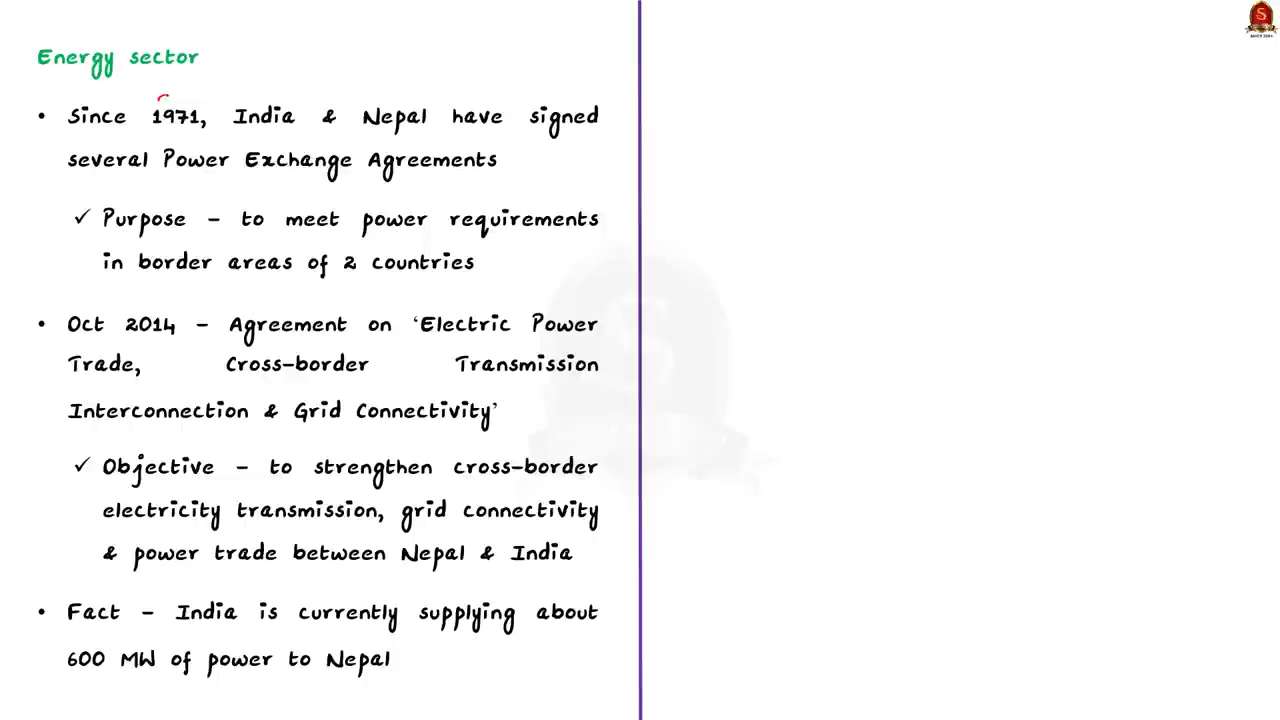 Energy sector
• Since 1971, India & Nepal have signed
several Power Exchange Agreements
✓ Purpose – to meet power requirements
in border areas of 2 countries
• Oct 2014 – Agreement on ‘Electric Power
Trade, Cross-border Transmission
Interconnection & Grid Connectivity’
✓ Objective – to strengthen cross-border
electricity transmission, grid connectivity
& power trade between Nepal & India
• Fact – India is currently supplying about
600 MW of power to Nepal